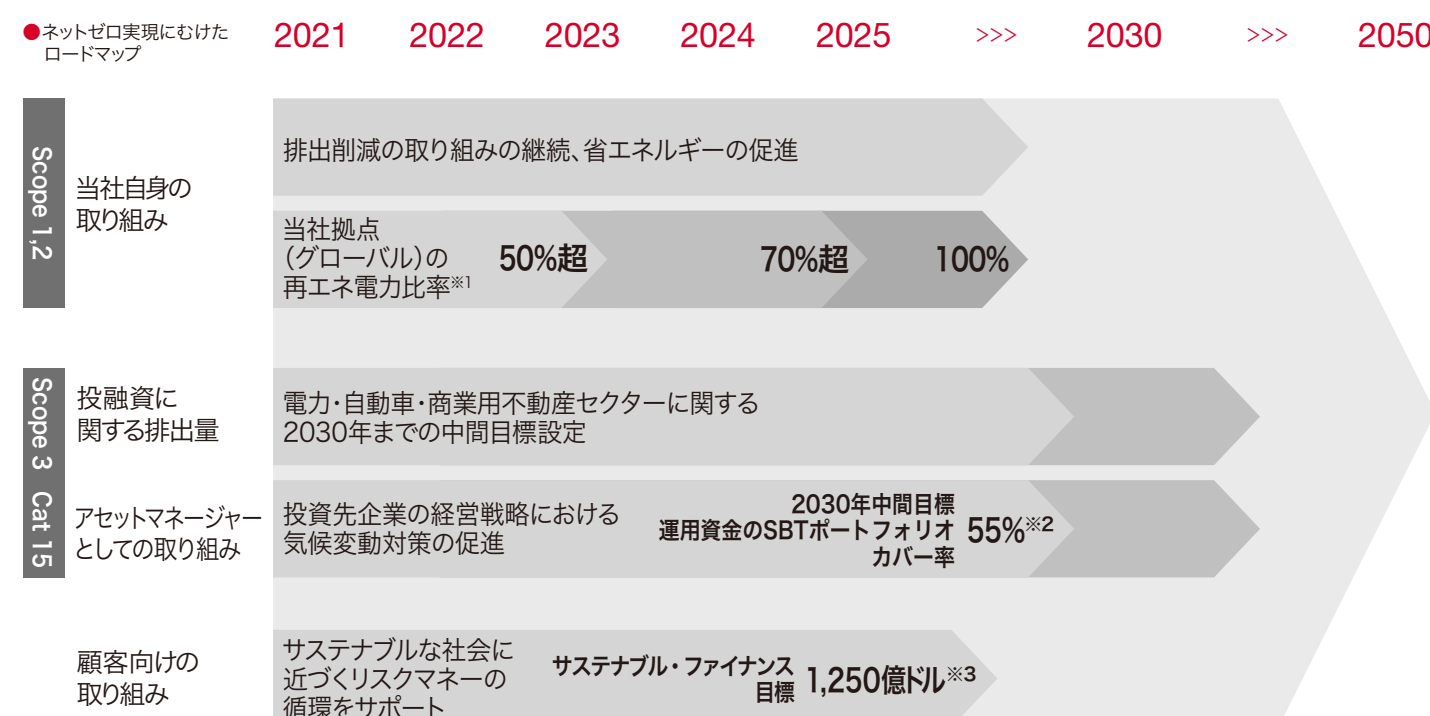 ●ネットゼロ実現にむけた
ロードマップ
2021 2022 2023 2024 2025 >>> 2030 >>> 2050
Scope 1,2
当社自身の
取り組み
排出削減の取り組みの継続、省エネルギーの促進
当社拠点
(グローバル)の
再エネ電力比率※1
50%超
70%超
100%
Scope 3 Cat 15
投融資に
関する排出量
電力・自動車・商業用不動産セクターに関する
2030年までの中間目標設定
アセットマネージャー
としての取り組み
投資先企業の経営戦略における
気候変動対策の促進
2030年中間目標
運用資金のSBTポートフォリオ
カバー率
55%※2
顧客向けの
取り組み
サステナブルな社会に
近づくリスクマネーの
循環をサポート
サステナブル・ファイナンス
目標
1,250億ドル※3